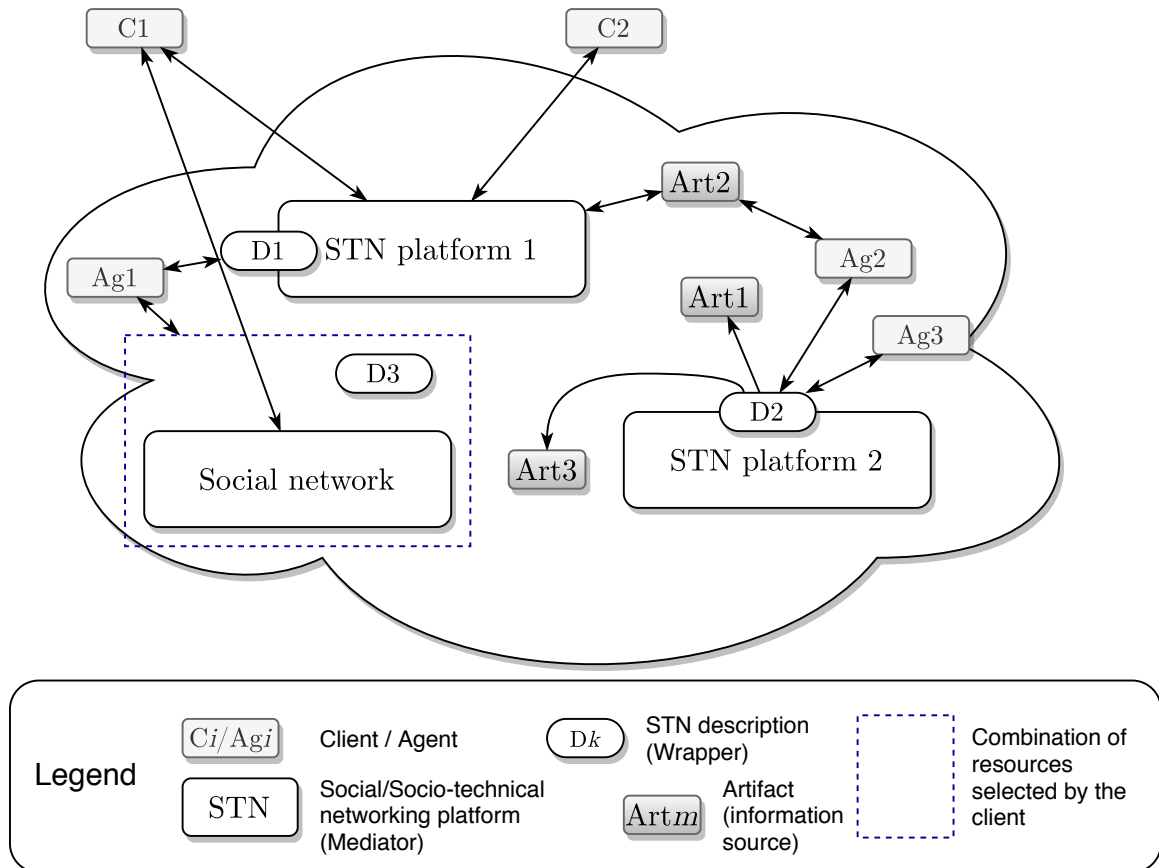 C1
C2
Art2
D1
STN platform 1
Ag2
Ag1
Art1
Ag3
D3
D2
STN platform 2
Art3
Social network
Legend
Ci/Agi
Client / Agent
STN
Social/Socio-technical
networking platform
(Mediator)
Dk
STN description
(Wrapper)
Artm
Artifact
(information
source)
Combination of
resources
selected by the
client